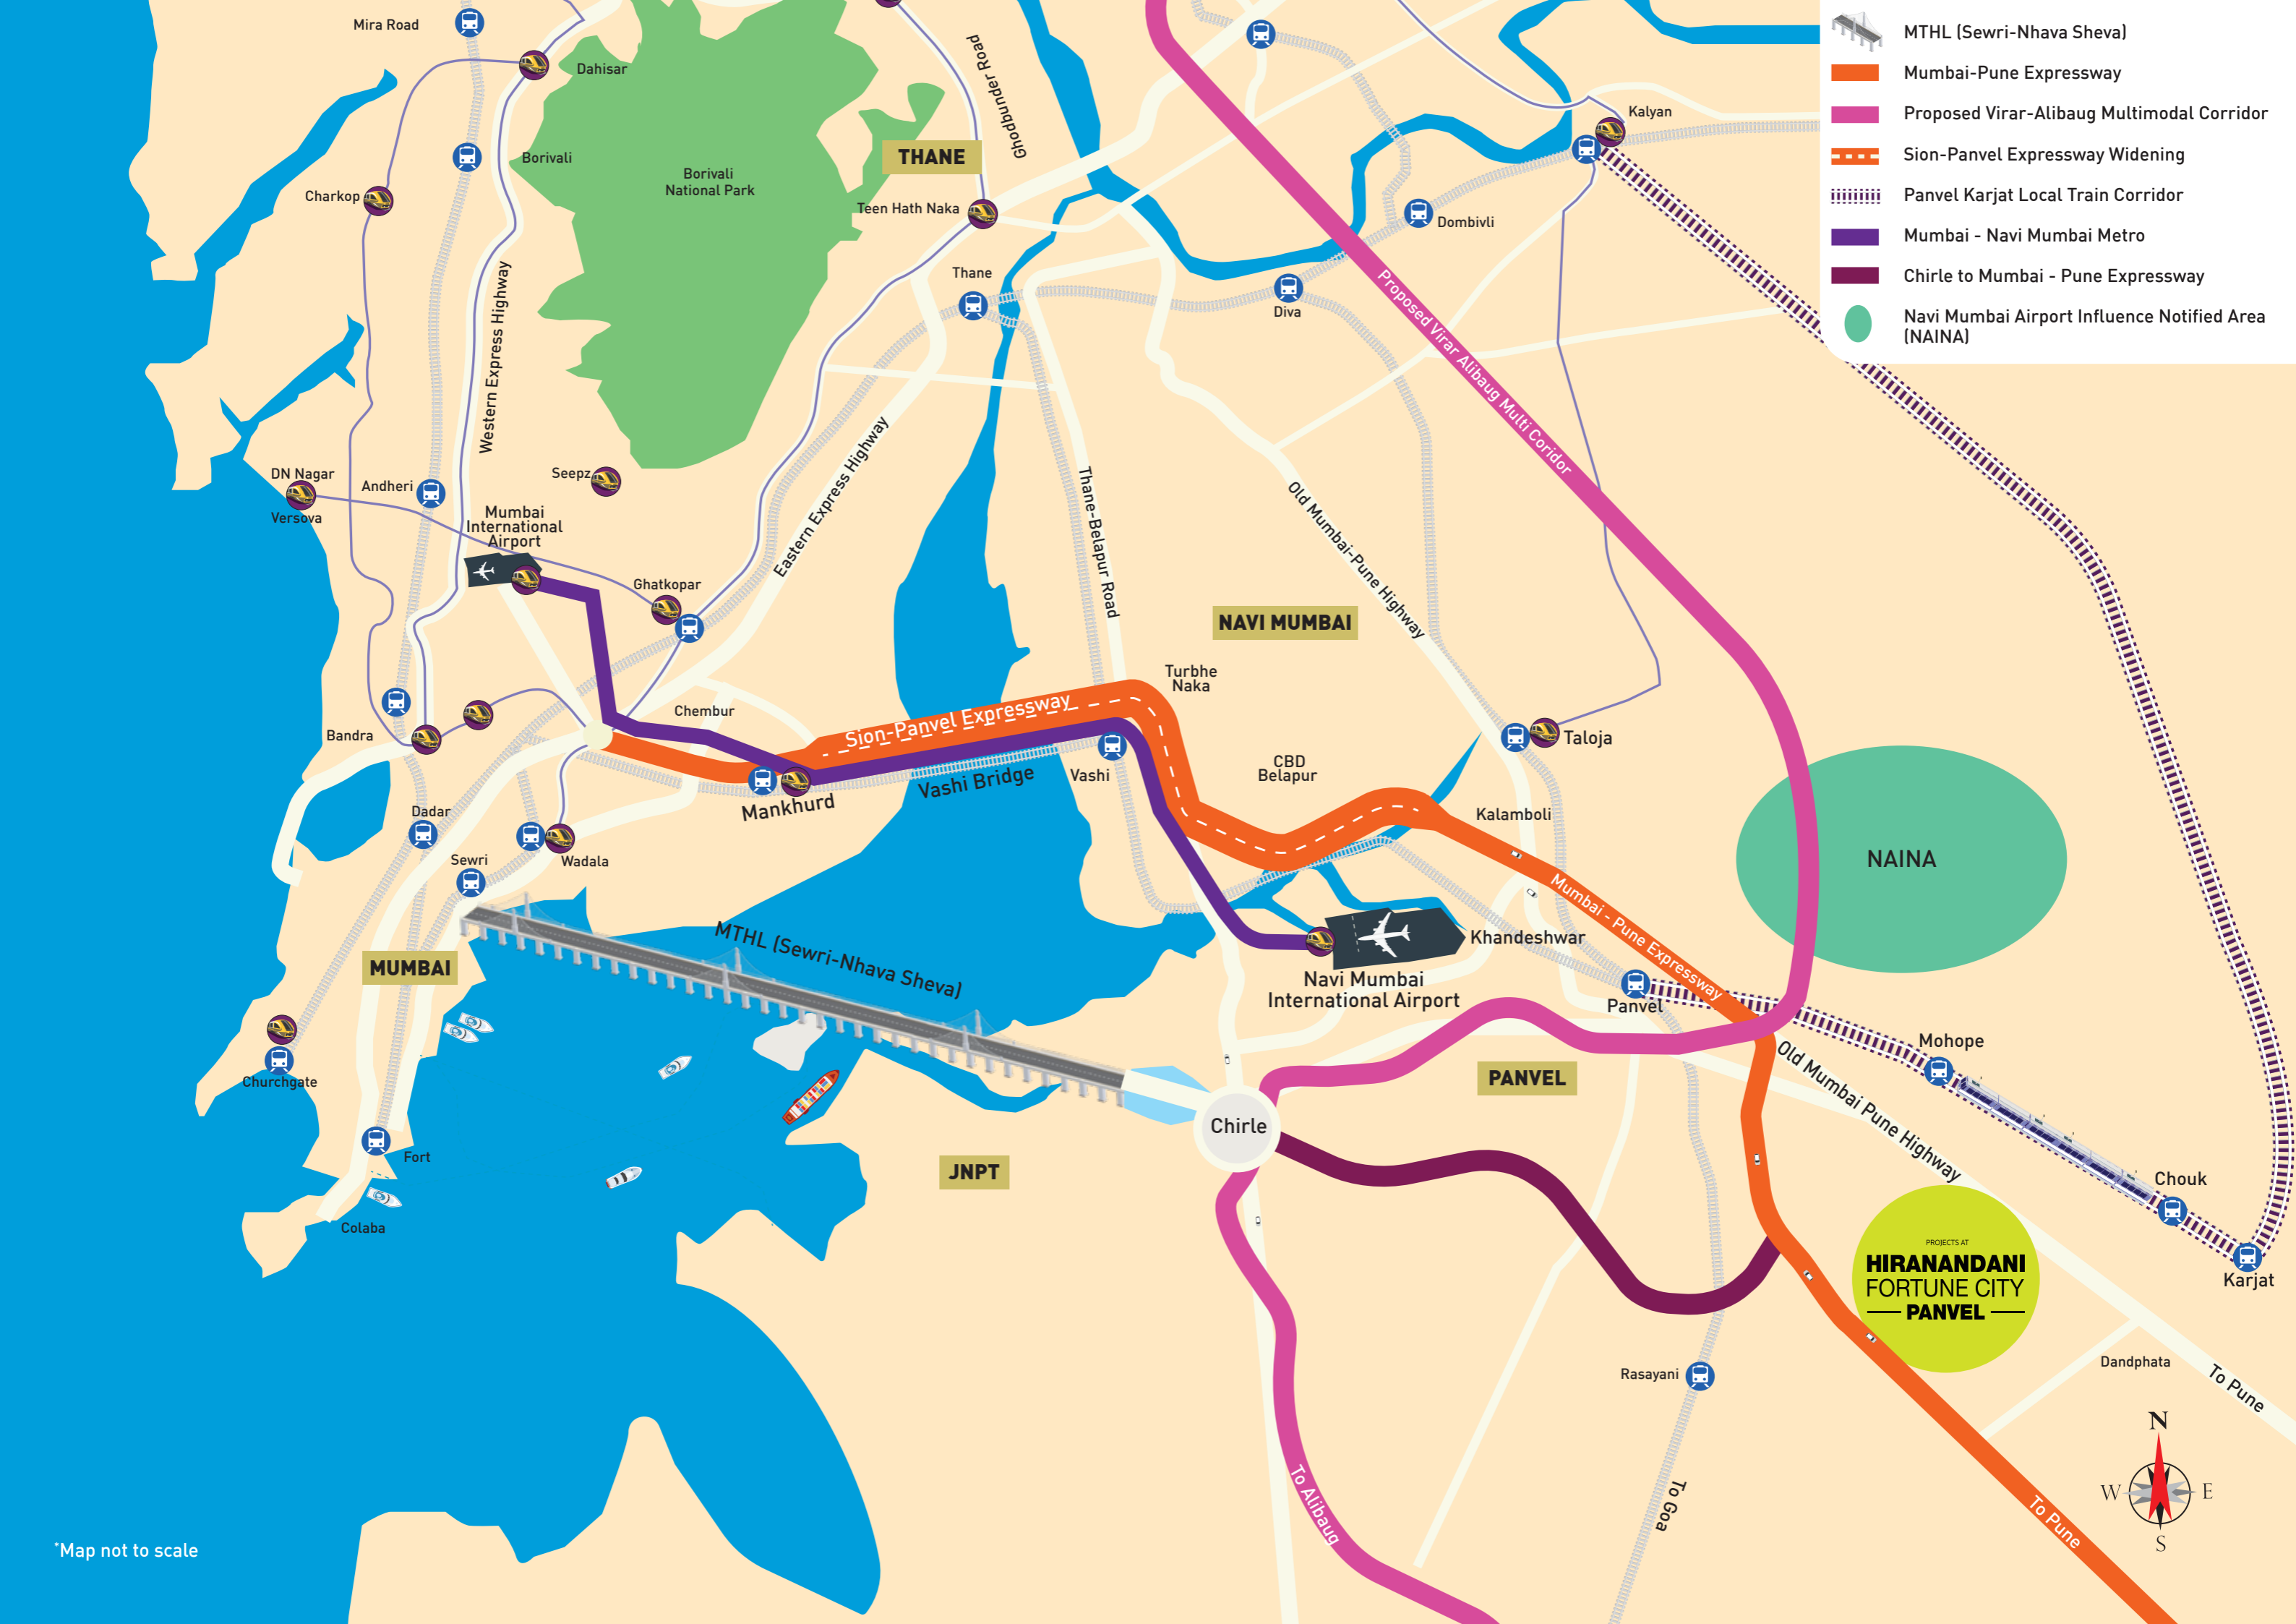 MTHL (Sewri-Nhava Sheva)
Mumbai-Pune Expressway
Proposed Virar-Alibaug Multimodal Corridor
Sion-Panvel Expressway Widening
Panvel Karjat Local Train Corridor
Mumbai - Navi Mumbai Metro
Chirle to Mumbai - Pune Expressway
Navi Mumbai Airport Influence Notified Area
(NAINA)
Mira Road
Dahisar
Ghodbunder Road
Kalyan
Borivali
THANE
Borivali
National Park
Charkop
Teen Hath Naka
Dombivli
Thane
Diva
Western Express Highway
Proposed Virar Alibaug Multi Coridor
DN Nagar
Versova
Andheri
Seepz
Eastern Express Highway
Thane-Belapur Road
Old Mumbai-Pune Highway
Mumbai
International
Airport
Ghatkopar
NAVI MUMBAI
Turbhe
Naka
Chembur
Bandra
Sion-Panvel Expressway
Taloja
Vashi Bridge
Vashi
CBD
Belapur
Mankhurd
Kalamboli
Dadar
Sewri
Wadala
NAINA
Mumbai - Pune Expressway
MTHL (Sewri-Nhava Sheva)
Khandeshwar
MUMBAI
Navi Mumbai
International Airport
Panvel
Mohope
Old Mumbai Pune Highway
Churchgate
PANVEL
Chirle
Fort
JNPT
Chouk
Colaba
PROJECTS AT
HIRANANDANI
FORTUNE CITY
PANVEL
Karjat
Rasayani
Dandphata
To Pune
To Alibaug
To Goa
To Pune
N
W
E
S
*Map not to scale